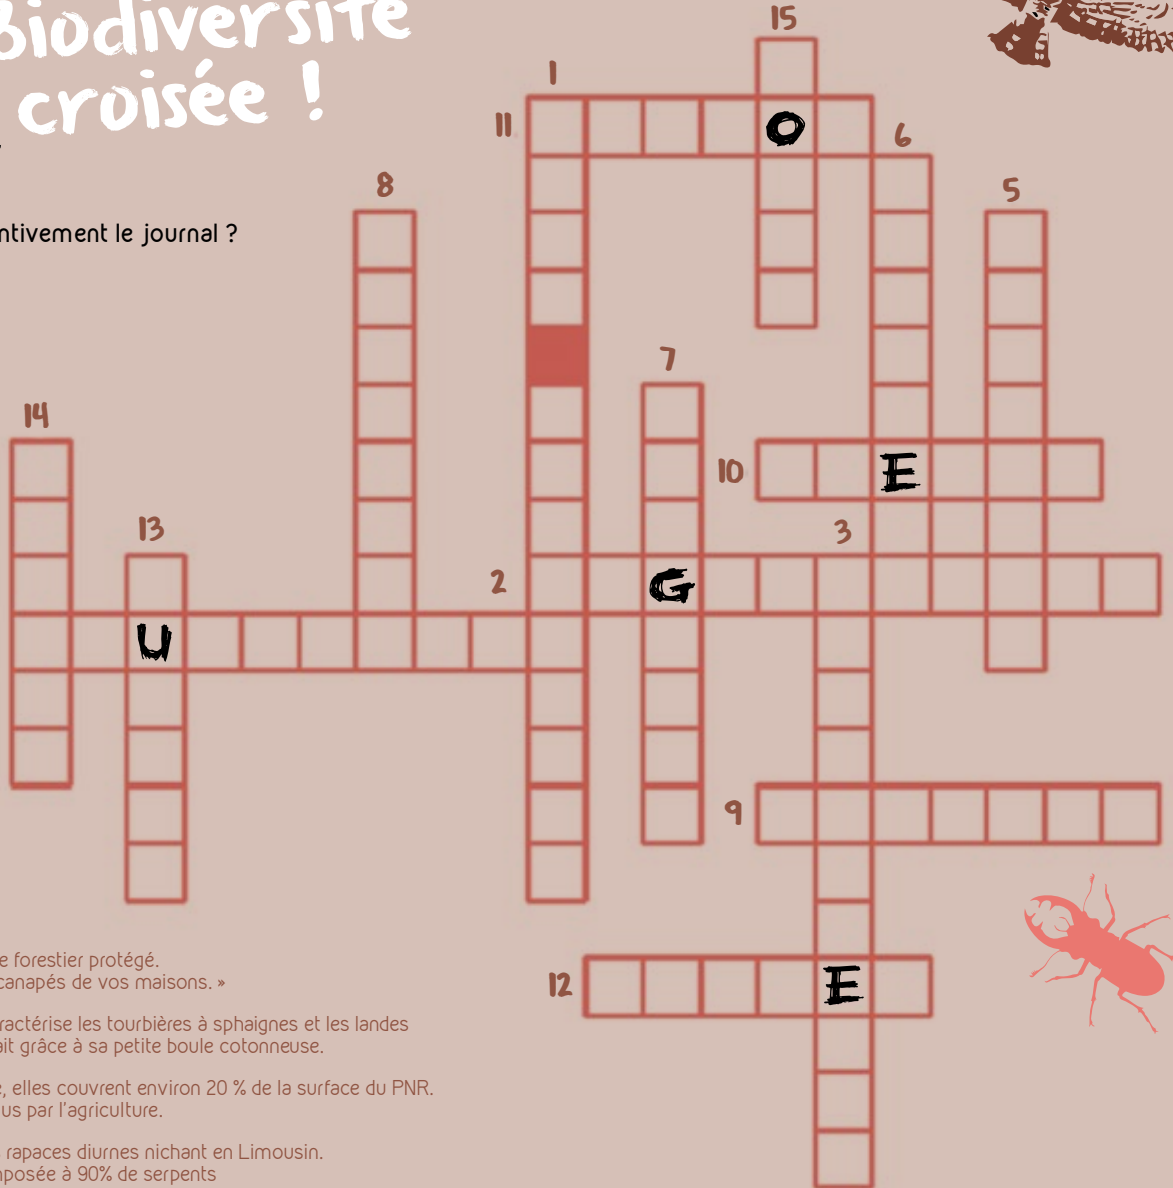 Biodiversité
croisée !
ntivement le journal ?
15
1
11
O
6
8
5
7
14
10
E
13
3
2
G
U
9
12
E
e forestier protégé.
canapés de vos maisons. »
ractérise les tourbières à sphaignes et les landes
ait grâce à sa petite boule cotonneuse.
, elles couvrent environ 20 % de la surface du PNR.
us par l'agriculture.
rapaces diurnes nichant en Limousin.
posée à 90% de serpents